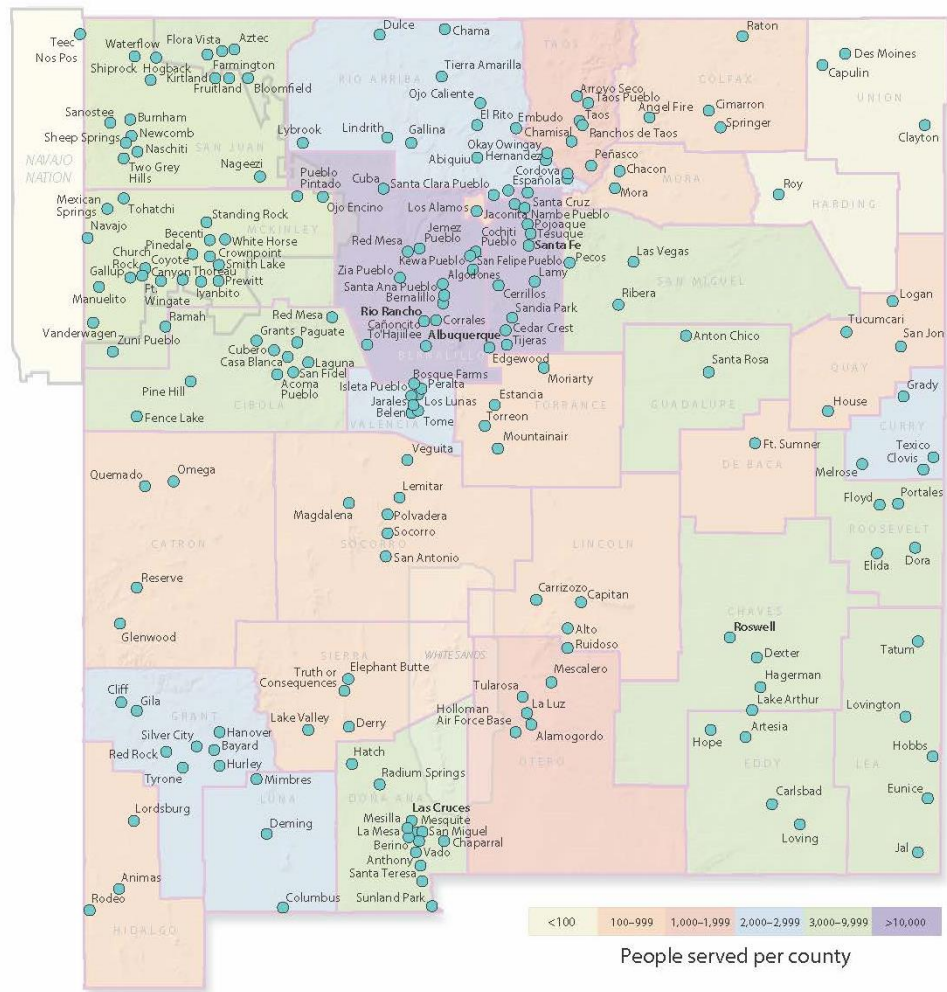 Teec
Nos Pos
Waterflow
Flora Vista
Aztec
Shiprock
Hogback
Kirtland
Farmington
Fruitland
Bloomfield
Dulce
Chama
TAOS
Raton
Des Moines
Capulin
UNION
Clayton
RIO ARRIBA
Tierra Amarilla
COLFAX
Arroyo Seco
Taos Pueblo
Angel Fire
Cimarron
Springer
Ojo Caliente
El Rito
Embudo
Taos
Chamisal
Ranchos de Taos
Sanostee
Burnham
Sheep Springs
Newcomb
Naschiti
Two Grey
Hills
SAN JUAN
Nageezi
Lybrook
Lindrith
Gallina
Okay Owingay
Abiquiu
Hernandez
Peñasco
Chacon
Cordova
Española
Mora
MORA
Roy
HARDING
NAVAJO
NATION
Pueblo
Pintado
Cuba
Santa Clara Pueblo
Ojo Encino
Los Alamos
Santa Cruz
Jaconita
Nambe Pueblo
Pojoaque
Tesuque
Santa Fe
Mexican
Springs
Tohatchi
Navajo
Standing Rock
MCKINLEY
Becenti
White Horse
Pinedale
Crownpoint
Church
Rock
Coyote
Canyon
Smith Lake
Gallup
Thoreau
Prewitt
Ft.
Wingate
Iyanbito
Manuelito
Red Mesa
Jemez
Pueblo
Cochiti
Pueblo
Kewa Pueblo
San Felipe Pueblo
Pecos
Las Vegas
SAN MIGUEL
Zia Pueblo
Algodones
Lamy
Santa Ana Pueblo
Bernalillo
Cerrillos
Ribera
Logan
Rio Rancho
Sandia Park
Cañoncito
Corrales
Cedar Crest
To'Hajiilee
Albuquerque
Tijeras
BERNALILLO
Edgewood
Tucumcari
San Jon
QUAY
Vanderwagen
Ramah
Zuni Pueblo
Red Mesa
Grants
Paguate
Cubero
Casa Blanca
Laguna
San Fidel
Acoma
Pueblo
Pine Hill
Fence Lake
CIBOLA
Anton Chico
Santa Rosa
GUADALUPE
Moriarty
Bosque Farms
Isleta Pueblo
Peralta
Jarales
Los Lunas
Belen
Tome
VALENCIA
Estancia
TORRANCE
Torreon
Mountainair
House
Grady
CURRY
Texico
Clovis
Melrose
Ft. Sumner
DE BACA
Quemado
Omega
Veguita
Lemitar
Magdalena
Polvadera
Socorro
SOCORRO
San Antonio
CATRON
LINCOLN
Floyd
Portales
ROOSEVELT
Elida
Dora
Reserve
Glenwood
Carrizozo
Capitan
Alto
Ruidoso
CHAVES
Roswell
Dexter
Hagerman
Lake Arthur
Tatum
SIERRA
WHITE SANDS
Truth or
Consequences
Elephant Butte
Mescalero
Tularosa
La Luz
Holloman
Air Force Base
Alamogordo
OTERO
Lovington
Hobbs
LEA
Cliff
Gila
GRANT
Lake Valley
Derry
Silver City
Hanover
Bayard
Red Rock
Hurley
Tyrone
Mimbres
Hatch
Radium Springs
Hope
Artesia
EDDY
Eunice
Carlsbad
Loving
Jal
Lordsburg
LUNA
Deming
DONA ANA
Las Cruces
Mesilla
Mesquite
La Mesa
San Miguel
Berino
Chaparral
Vado
Anthony
Santa Teresa
Sunland Park
Animas
Rodeo
Columbus
HIDALGO
<100
100–999
1,000–1,999
2,000–2,999
3,000–9,999
>10,000
People served per county